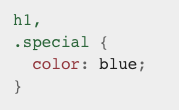 h1,
.special {
  color: blue;
}